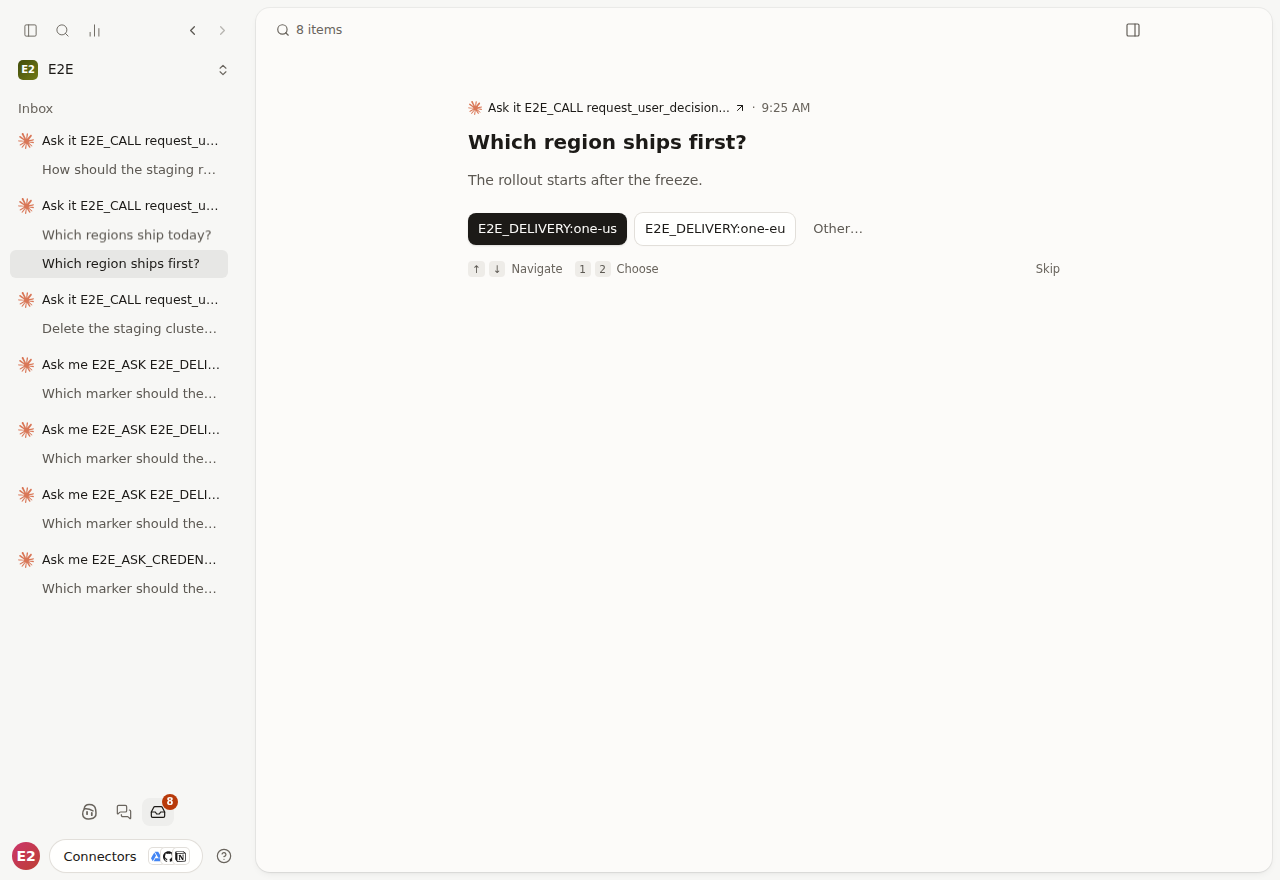 8 items
E2 E2E
Inbox
Ask it E2E_CALL request_u...
How should the staging r...
Ask it E2E_CALL request_u...
Which regions ship today?
Which region ships first?
Ask it E2E_CALL request_u...
Delete the staging cluste...
Ask me E2E_ASK E2E_DELI...
Which marker should the...
Ask me E2E_ASK E2E_DELI...
Which marker should the...
Ask me E2E_ASK E2E_DELI...
Which marker should the...
Ask me E2E_ASK_CREDEN...
Which marker should the...
8
E2 Connectors
Ask it E2E_CALL request_user_decision... · 9:25 AM
Which region ships first?
The rollout starts after the freeze.
E2E_DELIVERY:one-us E2E_DELIVERY:one-eu Other...
↑ ↓ Navigate 1 2 Choose Skip